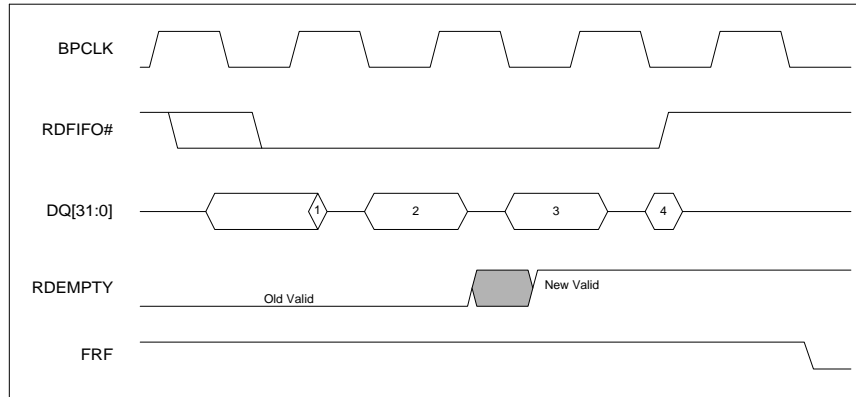 BPCLK
RDFIFO#
DQ[31:0]
1
2
3
4
RDEMPTY
Old Valid
New Valid
FRF